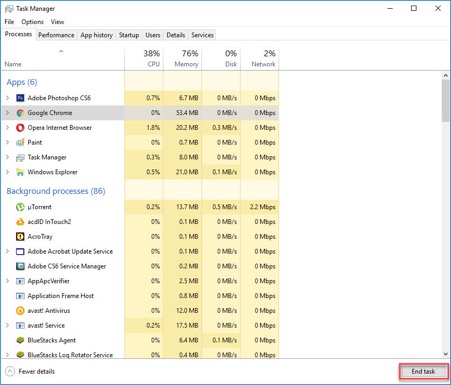 Task Manager
File Options View
Processes Performance App history Startup Users Details Services
38% 76% 0% 2%
Name CPU Memory Disk Network
Apps (6)
Adobe Photoshop CS6 0.7% 6.7 MB 0 MB/s 0 Mbps
Google Chrome 0% 53.4 MB 0 MB/s 0 Mbps
Opera Internet Browser 1.8% 20.2 MB 0.3 MB/s 0 Mbps
Paint 0% 0.7 MB 0 MB/s 0 Mbps
Task Manager 0.3% 8.0 MB 0 MB/s 0 Mbps
Windows Explorer 0.5% 21.0 MB 0.1 MB/s 0 Mbps
Background processes (86)
µTorrent 0.2% 13.7 MB 0.5 MB/s 2.2 Mbps
acdID InTouch2 0% 0.1 MB 0 MB/s 0 Mbps
AcroTray 0% 0.1 MB 0 MB/s 0 Mbps
Adobe Acrobat Update Service 0% 0.1 MB 0 MB/s 0 Mbps
Adobe CS6 Service Manager 0% 0.2 MB 0 MB/s 0 Mbps
AppApcVerifier 0% 2.5 MB 0 MB/s 0 Mbps
Application Frame Host 0% 0.8 MB 0 MB/s 0 Mbps
avast! Antivirus 0% 12.0 MB 0 MB/s 0 Mbps
avast! Service 0.2% 17.5 MB 0 MB/s 0 Mbps
BlueStacks Agent 0% 6.4 MB 0.1 MB/s 0 Mbps
BlueStacks Log Rotator Service 0% 0.4 MB 0 MB/s 0 Mbps
Fewer details End task